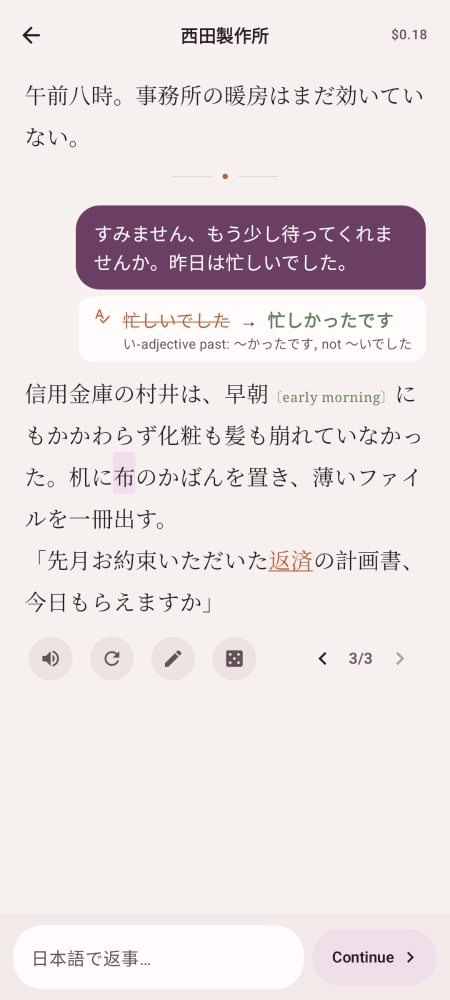 西田製作所
$0.18
午前八時。事務所の暖房はまだ効いてい
ない。
すみません、もう少し待ってくれま
せんか。昨日は忙しいでした。
忙しいでした → 忙しかったです
い-adjective past: 〜かったです, not 〜いでした
信用金庫の村井は、早朝 [early morning] に
もかかわらず化粧も髪も崩れていなかっ
た。机に布のかばんを置き、薄いファイ
ルを一冊出す。
「先月お約束いただいた返済の計画書、
今日もらえますか」
3/3
日本語で返事…
Continue